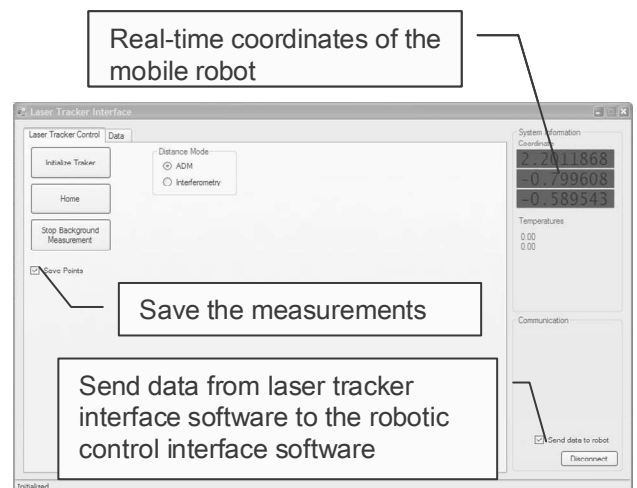 Real-time coordinates of the
mobile robot
Laser Tracker Interface
Laser Tracker Control Data
System Information
Coordinate
Distance Mode
Initialize Traker
ADM
2.2011868
Interferometry
-0.799608
Home
-0.589543
Temperatures
Stop Background
Measurement
0.00
0.00
Save Points
Save the measurements
Communication
Send data from laser tracker
interface software to the robotic
control interface software
Send data to robot
Disconnect
Initialized